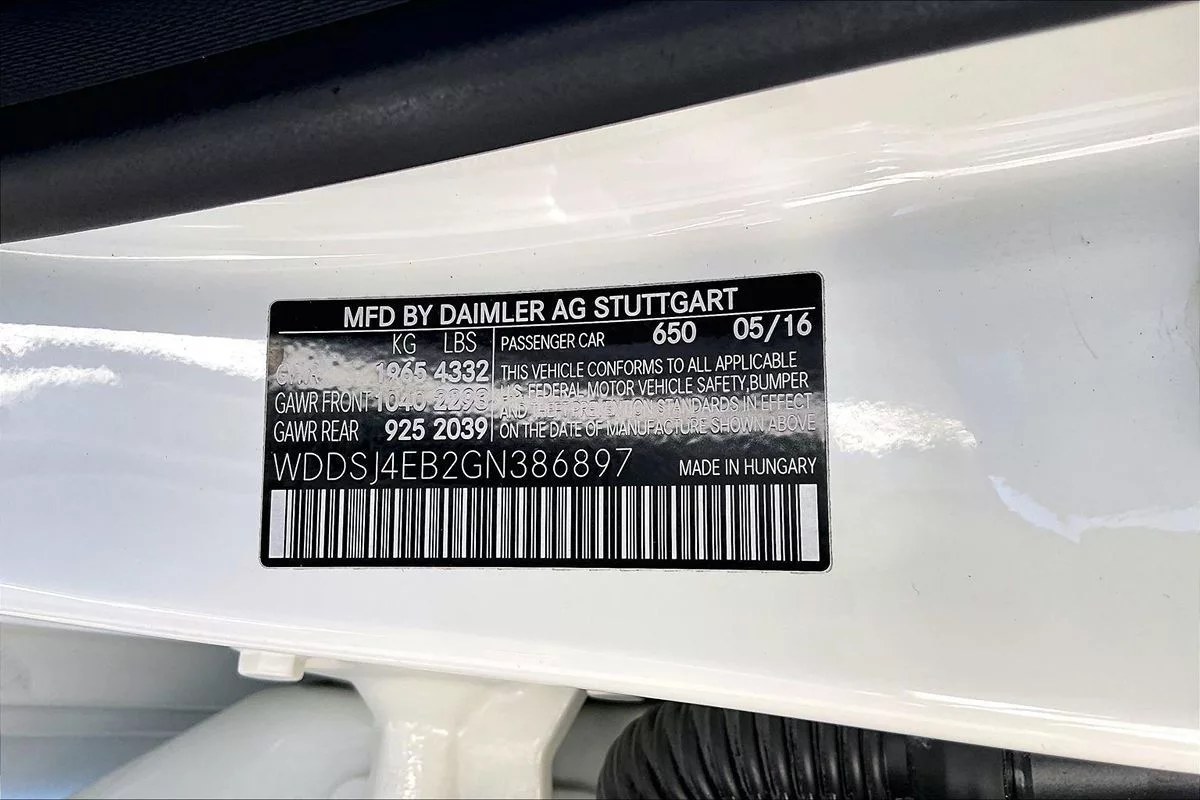 MFD BY DAIMLER AG STUTTGART
KG LBS
GVWR 1965 4332
GAWR FRONT 1040 2293
GAWR REAR 925 2039
PASSENGER CAR 650 05/16
THIS VEHICLE CONFORMS TO ALL APPLICABLE
U.S. FEDERAL MOTOR VEHICLE SAFETY, BUMPER
AND THEFT PREVENTION STANDARDS IN EFFECT
ON THE DATE OF MANUFACTURE SHOWN ABOVE
WDDSJ4EB2GN386897 MADE IN HUNGARY